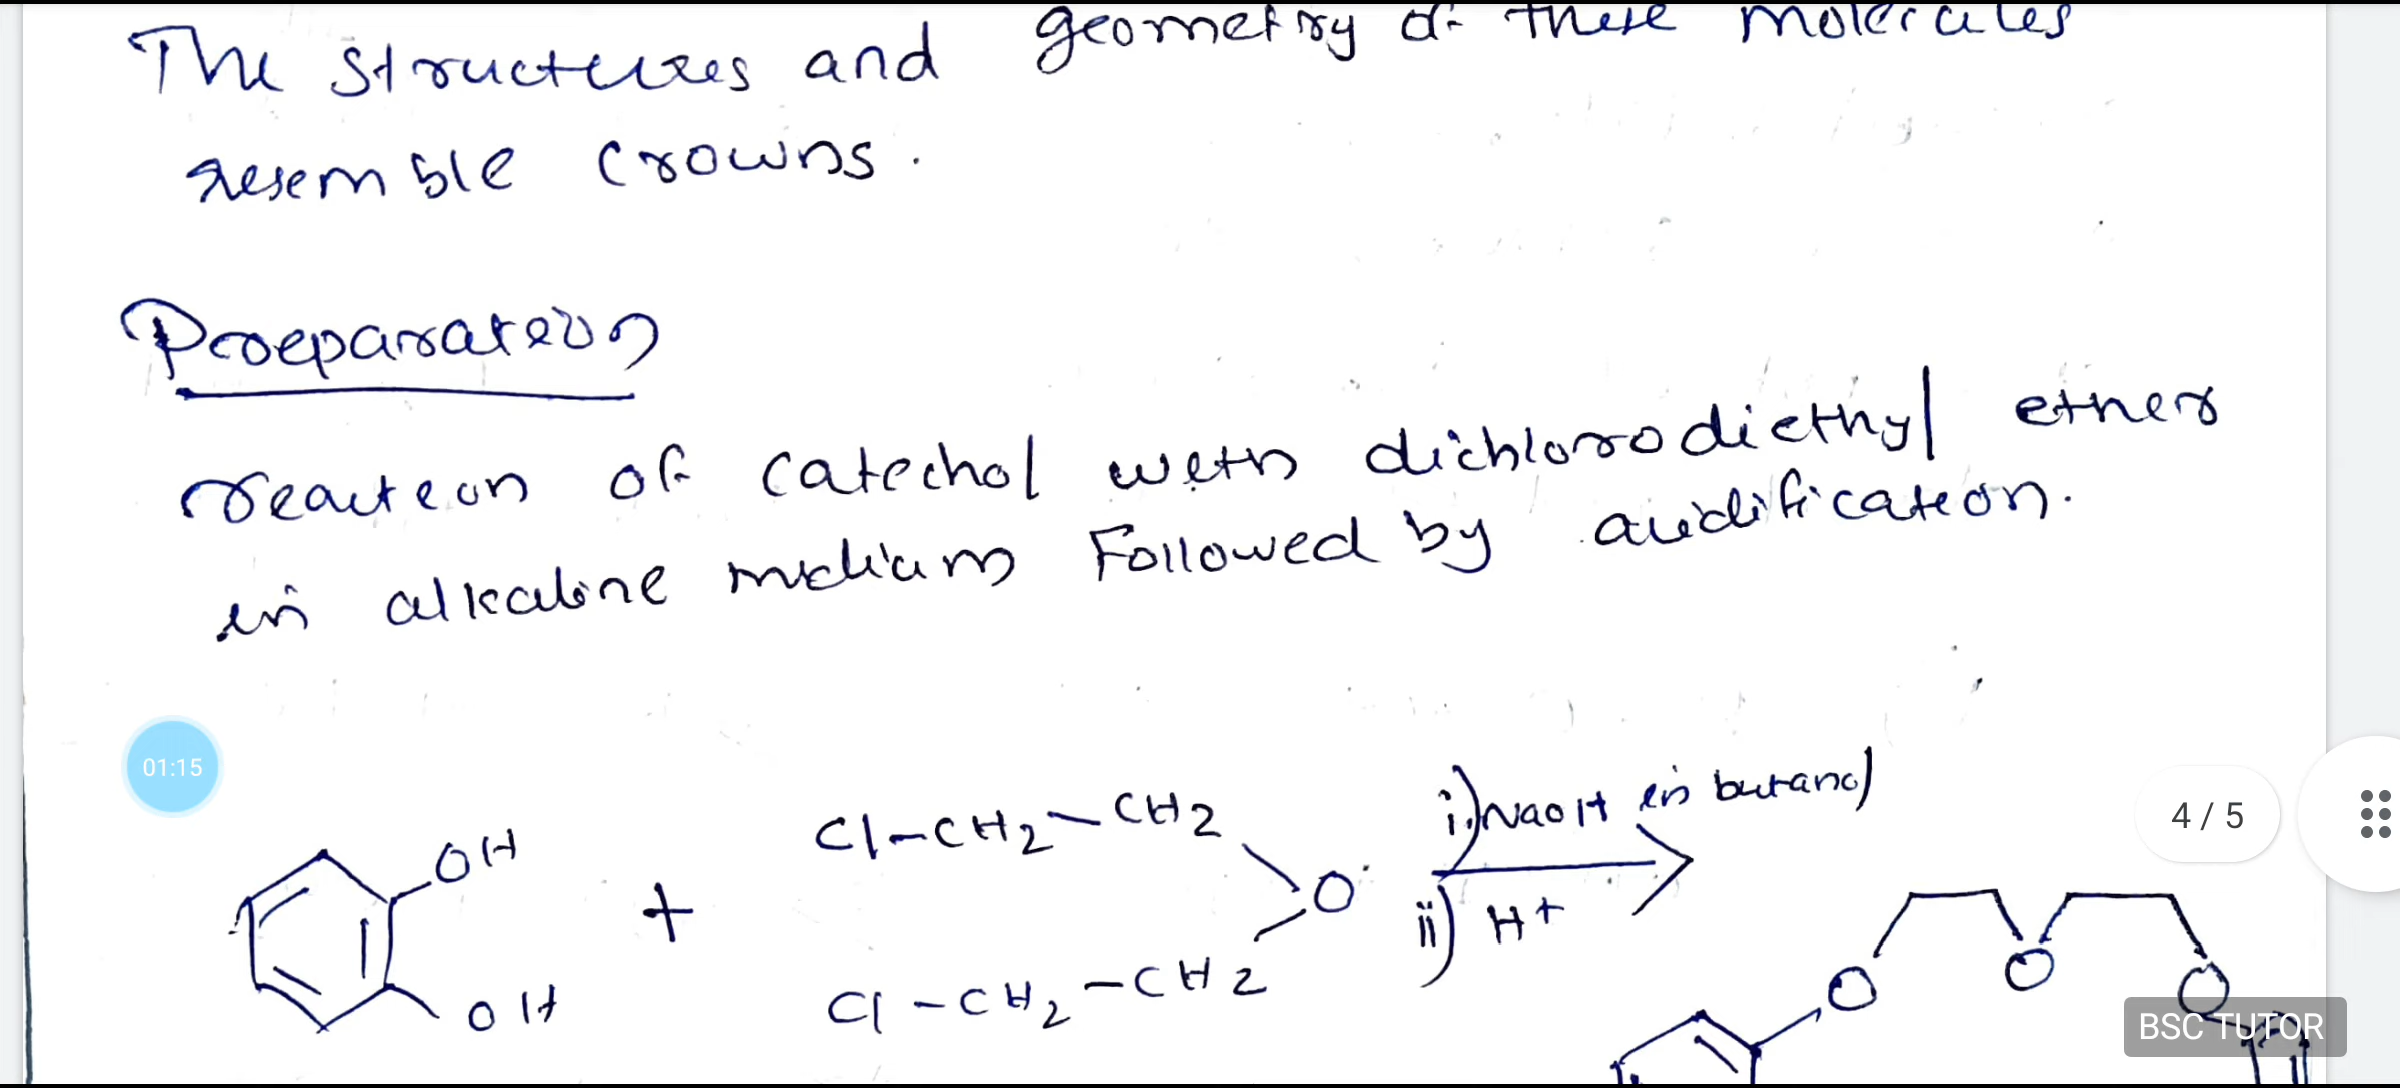 The structures and geometry of these molecules
resemble crowns.
Preparation
reaction of catechol with dichlorodiethyl ether
in alkaline medium Followed by acidification.
01:15
i) NaOH in butanol
4 / 5
Cl-CH2-CH2
OH
+
O
ii) H+
OH
Cl-CH2-CH2
O O O
BSC TUTOR